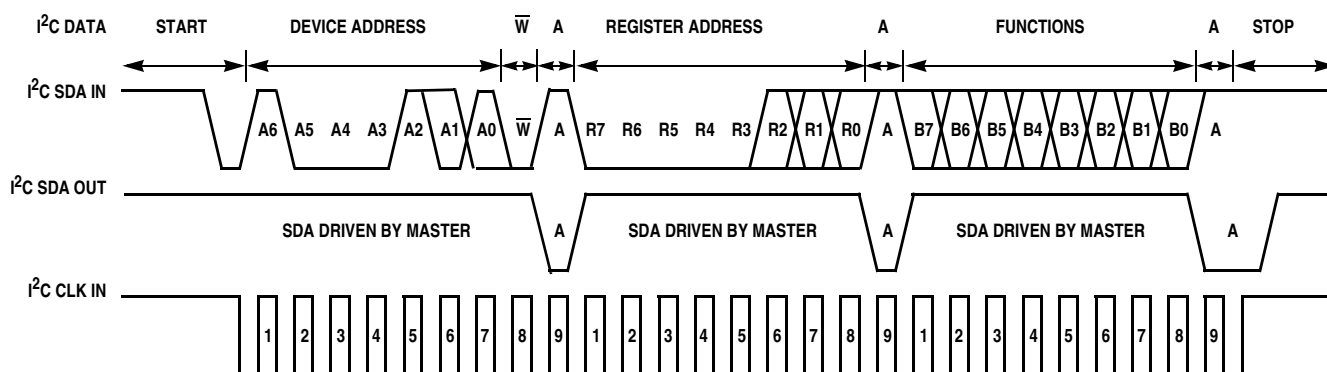 I²C DATA START DEVICE ADDRESS W̅ A REGISTER ADDRESS A FUNCTIONS A STOP
I²C SDA IN
A6 A5 A4 A3 A2 A1 A0 W̅ A R7 R6 R5 R4 R3 R2 R1 R0 A B7 B6 B5 B4 B3 B2 B1 B0 A
I²C SDA OUT
SDA DRIVEN BY MASTER A SDA DRIVEN BY MASTER A SDA DRIVEN BY MASTER A
I²C CLK IN
1 2 3 4 5 6 7 8 9 1 2 3 4 5 6 7 8 9 1 2 3 4 5 6 7 8 9